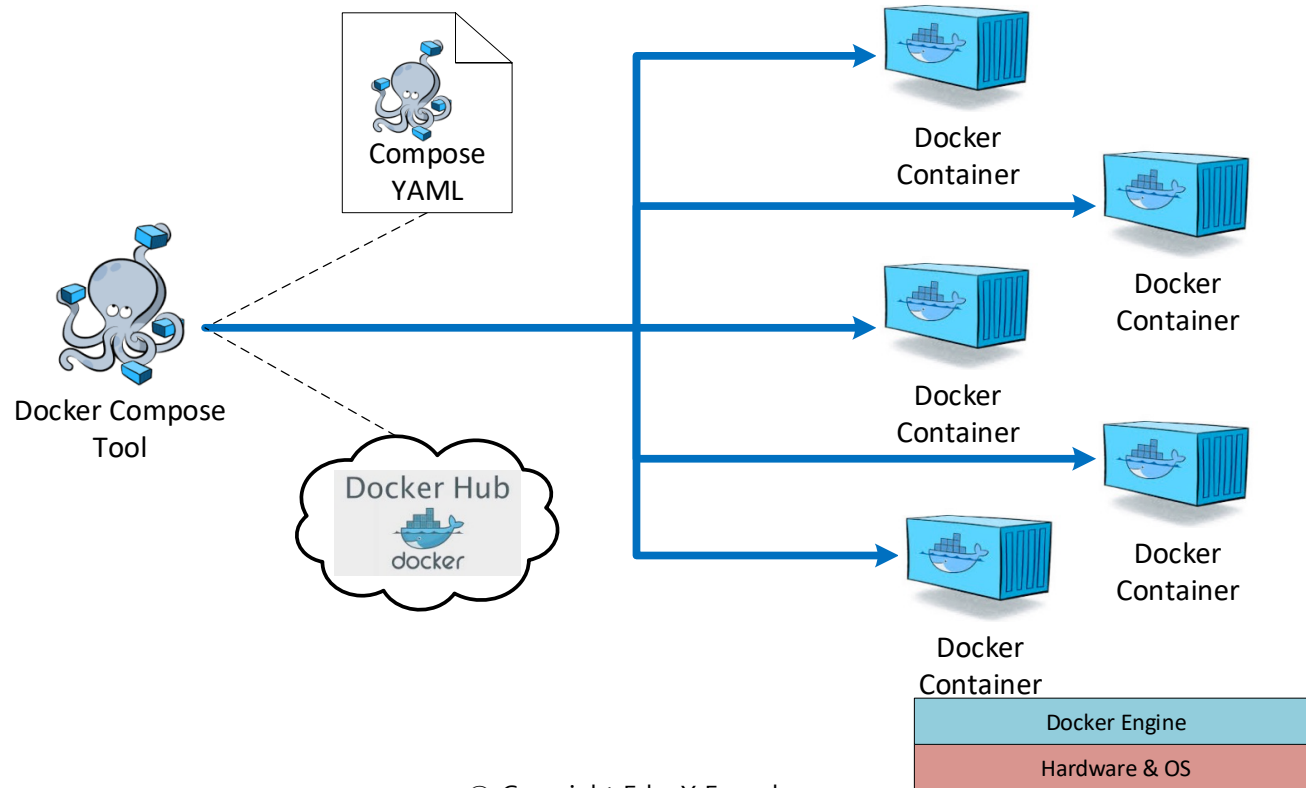 Compose
YAML
Docker Compose
Tool
Docker Hub
docker
Docker
Container
Docker
Container
Docker
Container
Docker
Container
Docker
Container
Docker Engine
Hardware & OS